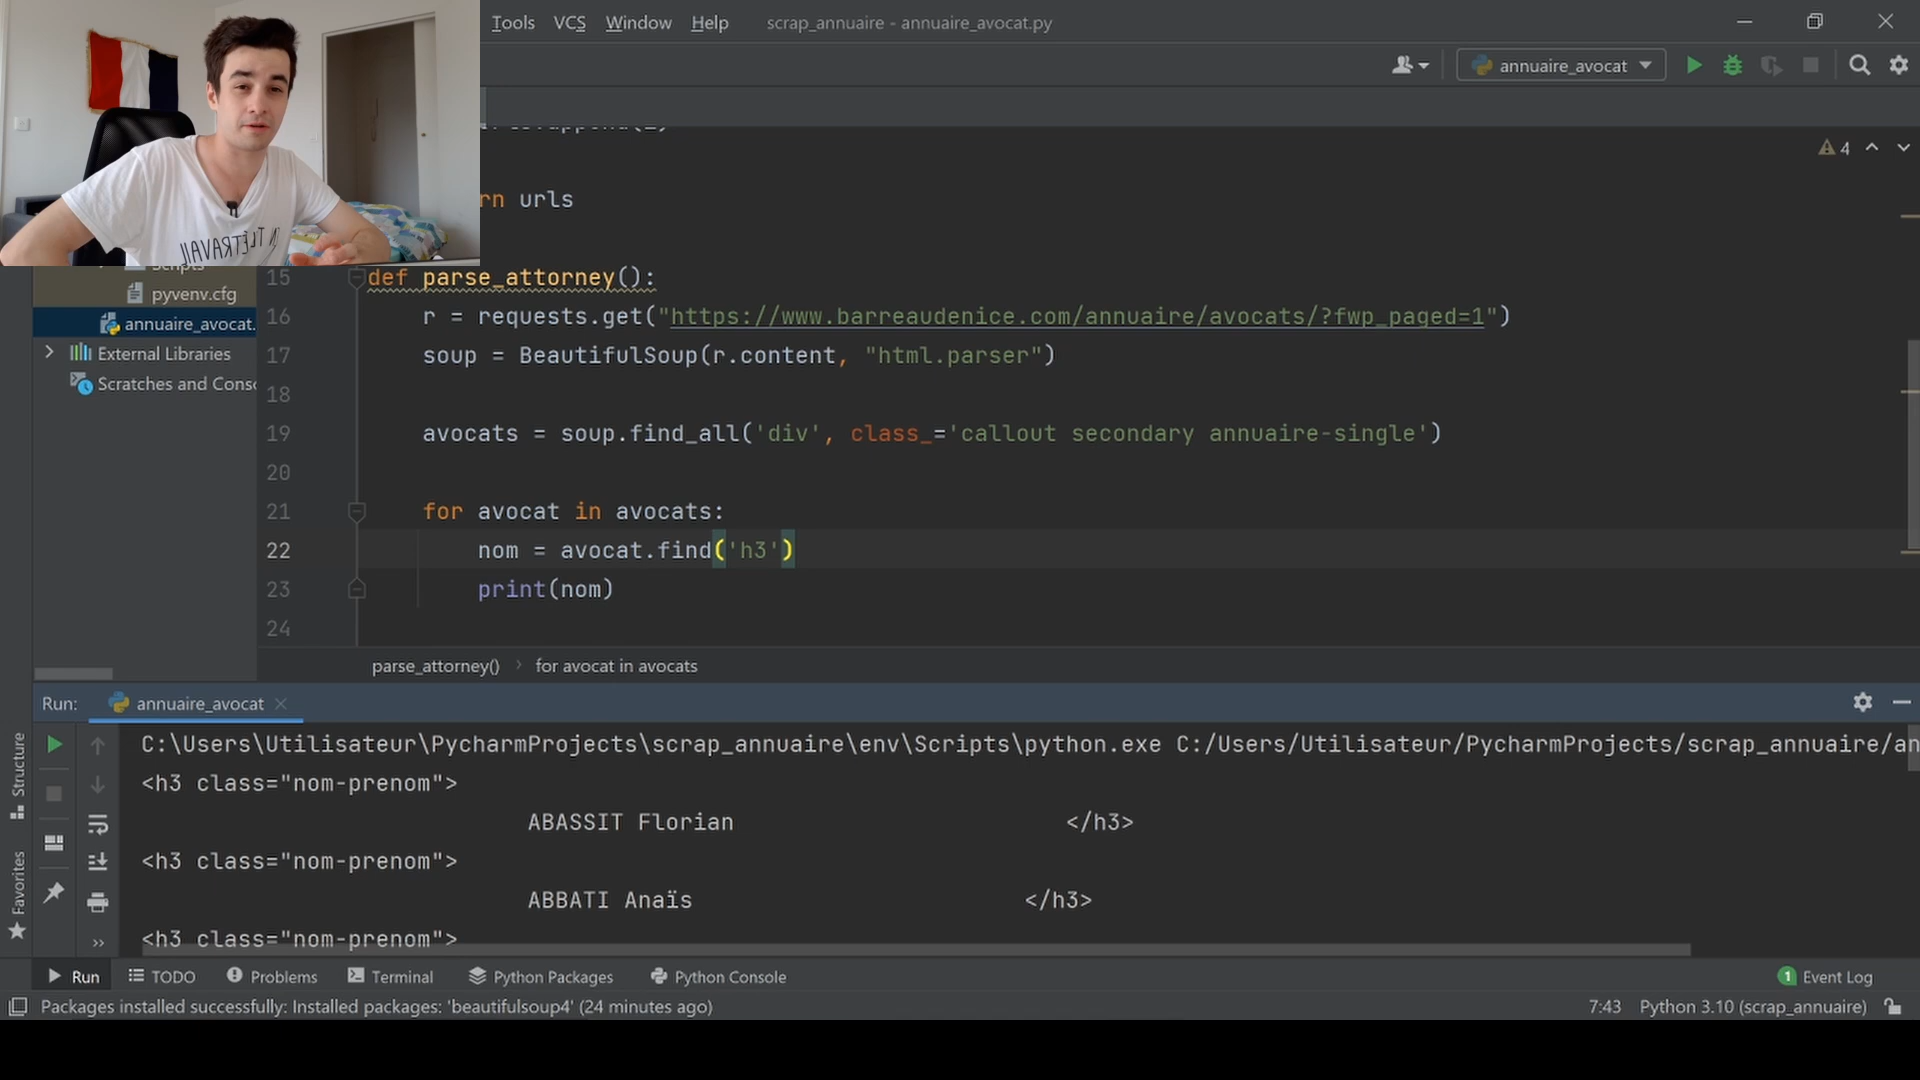 Tools VCS Window Help scrap_annuaire - annuaire_avocat.py
annuaire_avocat
4
rn urls
pyvenv.cfg
annuaire_avocat.
External Libraries
Scratches and Conso
15 def parse_attorney():
16 r = requests.get("https://www.barreaudenice.com/annuaire/avocats/?fwp_paged=1")
17 soup = BeautifulSoup(r.content, "html.parser")
18
19 avocats = soup.find_all('div', class_='callout secondary annuaire-single')
20
21 for avocat in avocats:
22 nom = avocat.find('h3')
23 print(nom)
24
parse_attorney() › for avocat in avocats
Run: annuaire_avocat
C:\Users\Utilisateur\PycharmProjects\scrap_annuaire\env\Scripts\python.exe C:/Users/Utilisateur/PycharmProjects/scrap_annuaire/an
<h3 class="nom-prenom">
ABASSIT Florian </h3>
<h3 class="nom-prenom">
ABBATI Anaïs </h3>
<h3 class="nom-prenom">
Structure
Favorites
Run TODO Problems Terminal Python Packages Python Console 1 Event Log
Packages installed successfully: Installed packages: 'beautifulsoup4' (24 minutes ago) 7:43 Python 3.10 (scrap_annuaire)